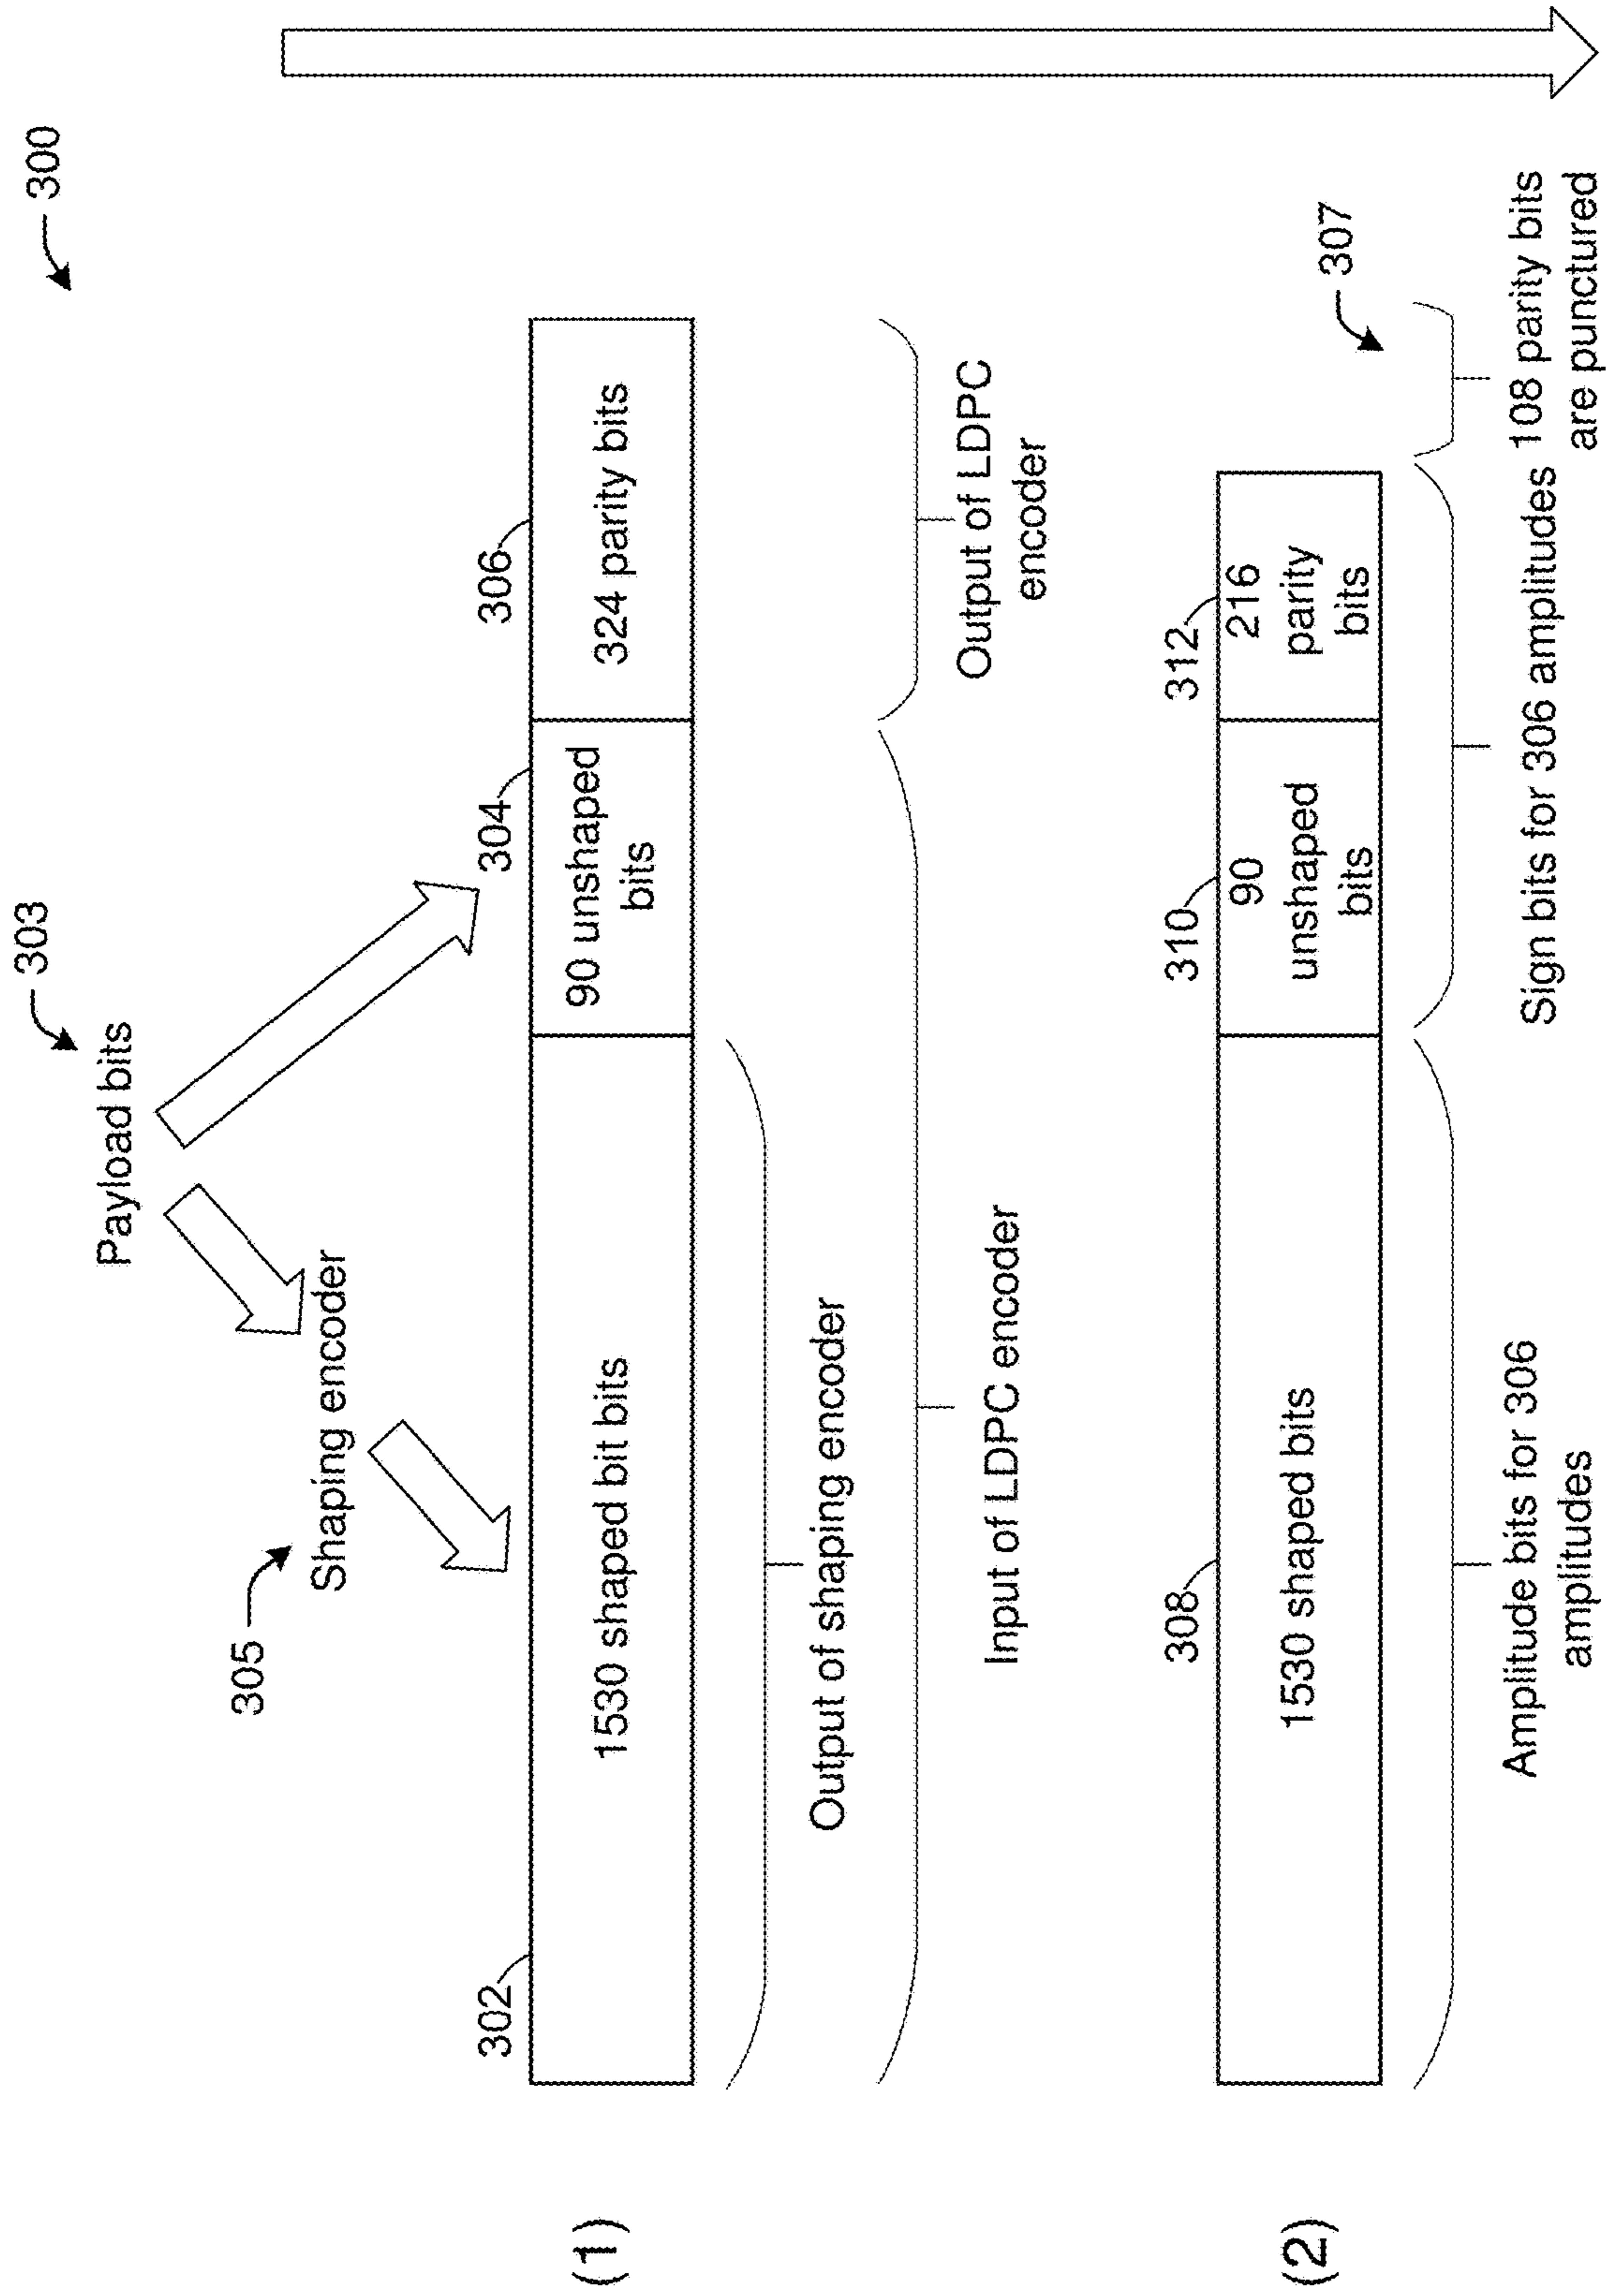 300
303
Payload bits
305
Shaping encoder
302
304
306
(1)
1530 shaped bit bits
90 unshaped
bits
324 parity bits
Output of shaping encoder
Input of LDPC encoder
Output of LDPC
encoder
307
308
310
312
(2)
1530 shaped bits
90
unshaped
bits
216
parity
bits
Amplitude bits for 306
amplitudes
Sign bits for 306 amplitudes
108 parity bits
are punctured